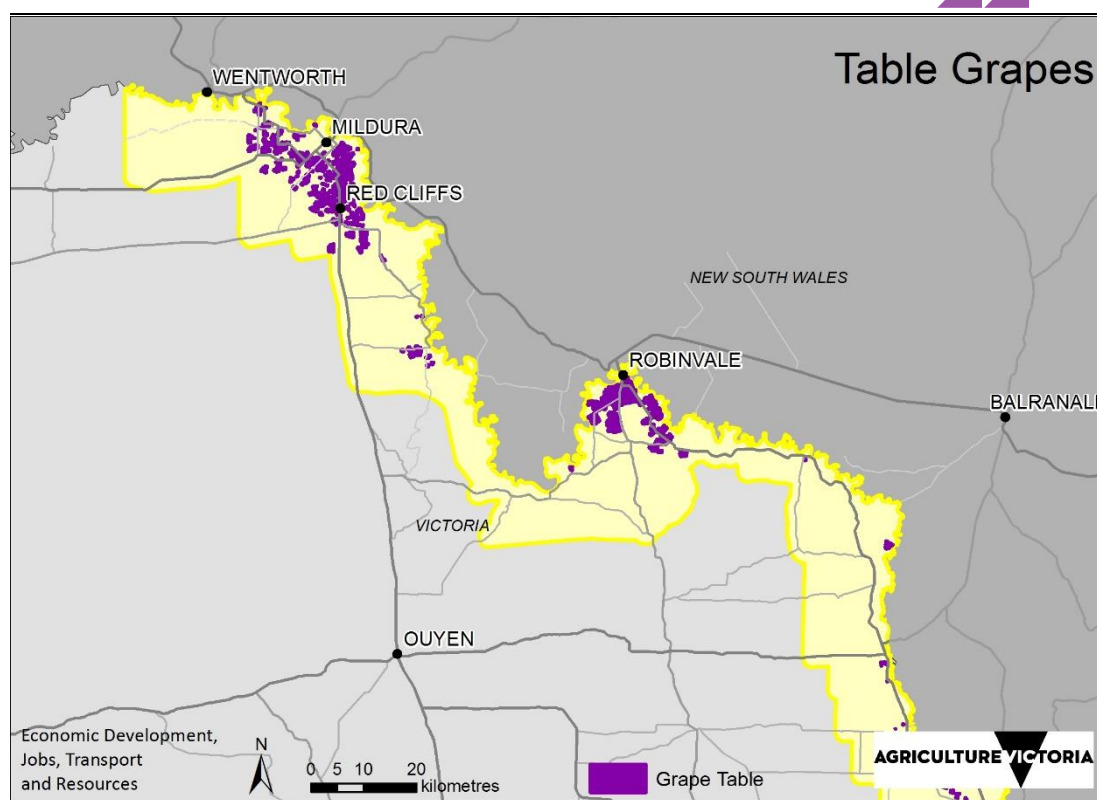 Table Grapes
WENTWORTH
MILDURA
RED CLIFFS
NEW SOUTH WALES
ROBINVALE
BALRANAL
VICTORIA
OUYEN
Economic Development,
Jobs, Transport
and Resources
N
0 5 10 20
kilometres
Grape Table
AGRICULTURE VICTORIA